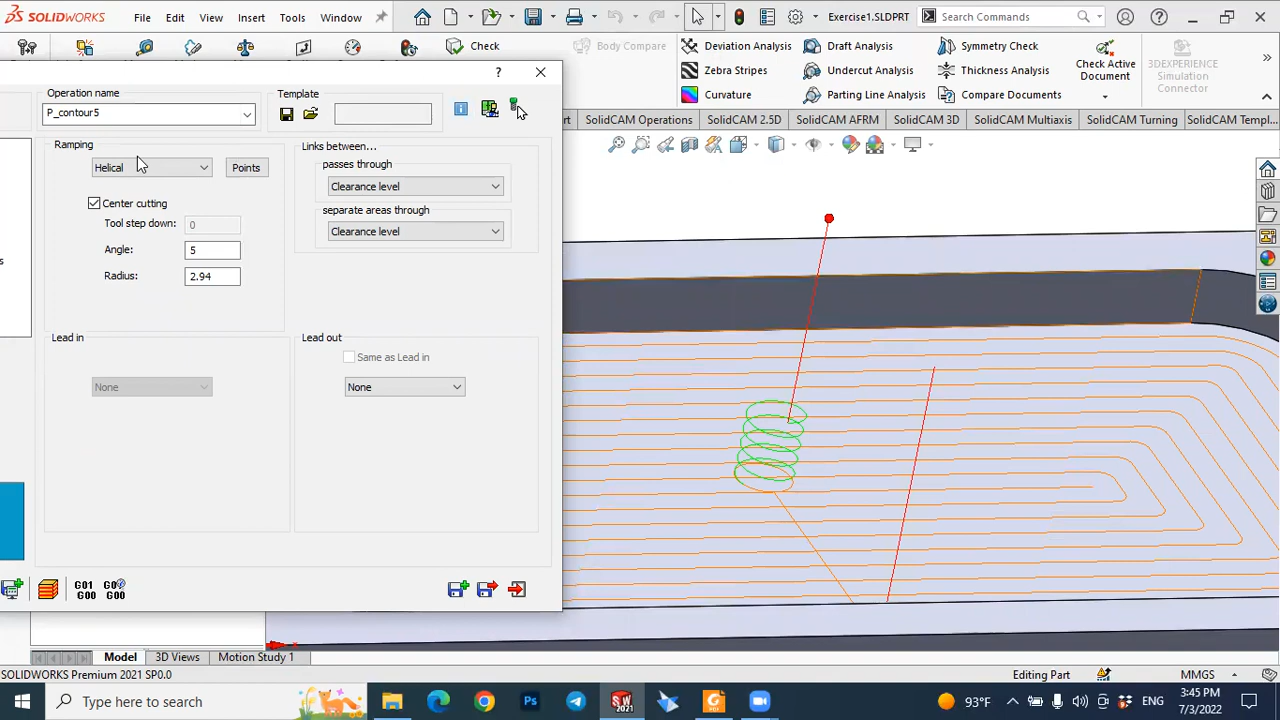 SOLIDWORKS
File
Edit
View
Insert
Tools
Window
Exercise1.SLDPRT
Search Commands
Check
Body Compare
Deviation Analysis
Draft Analysis
Symmetry Check
Zebra Stripes
Undercut Analysis
Thickness Analysis
Curvature
Parting Line Analysis
Check Active
Document
3DEXPERIENCE
Simulation
Connector
SolidCAM Operations
SolidCAM 2.5D
SolidCAM AFRM
SolidCAM 3D
SolidCAM Multiaxis
SolidCAM Turning
SolidCAM Templ...
Operation name
P_contour5
Template
Ramping
Helical
Points
Center cutting
Tool step down:
0
Angle:
5
Radius:
2.94
Links between...
passes through
Clearance level
separate areas through
Clearance level
Lead in
None
Lead out
Same as Lead in
None
G01
G00
G0
G00
Model
3D Views
Motion Study 1
SOLIDWORKS Premium 2021 SP0.0
Editing Part
MMGS
Type here to search
Ps
SW
2021
93°F
ENG
3:45 PM
7/3/2022